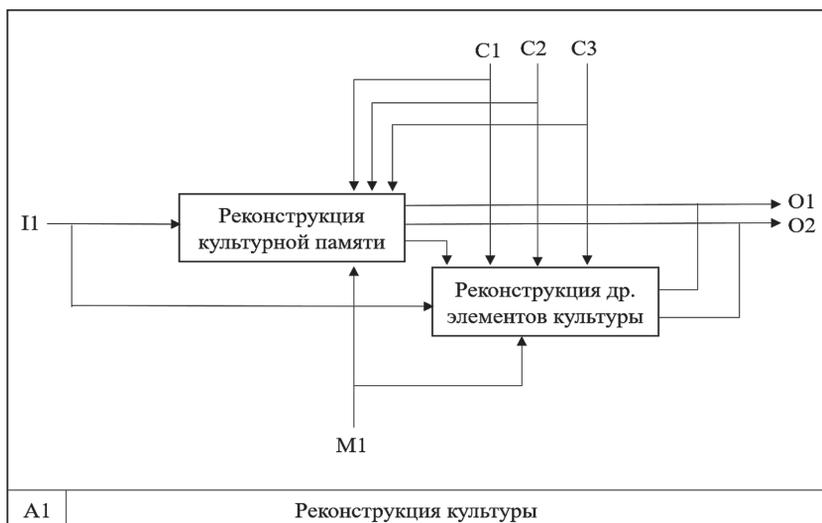 C1 C2 C3
I1
Реконструкция
культурной памяти
O1
O2
Реконструкция др.
элементов культуры
M1
A1 Реконструкция культуры